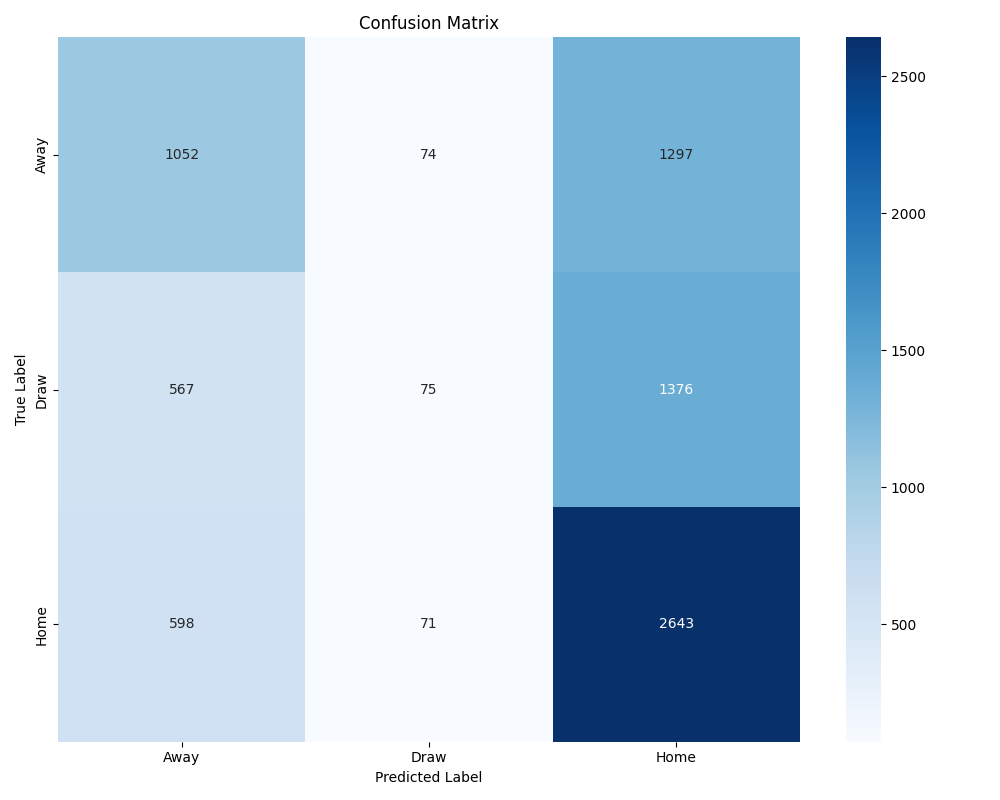 Confusion Matrix
True Label
Away
Draw
Home
1052 74 1297
567 75 1376
598 71 2643
Away Draw Home
Predicted Label
2500
2000
1500
1000
500